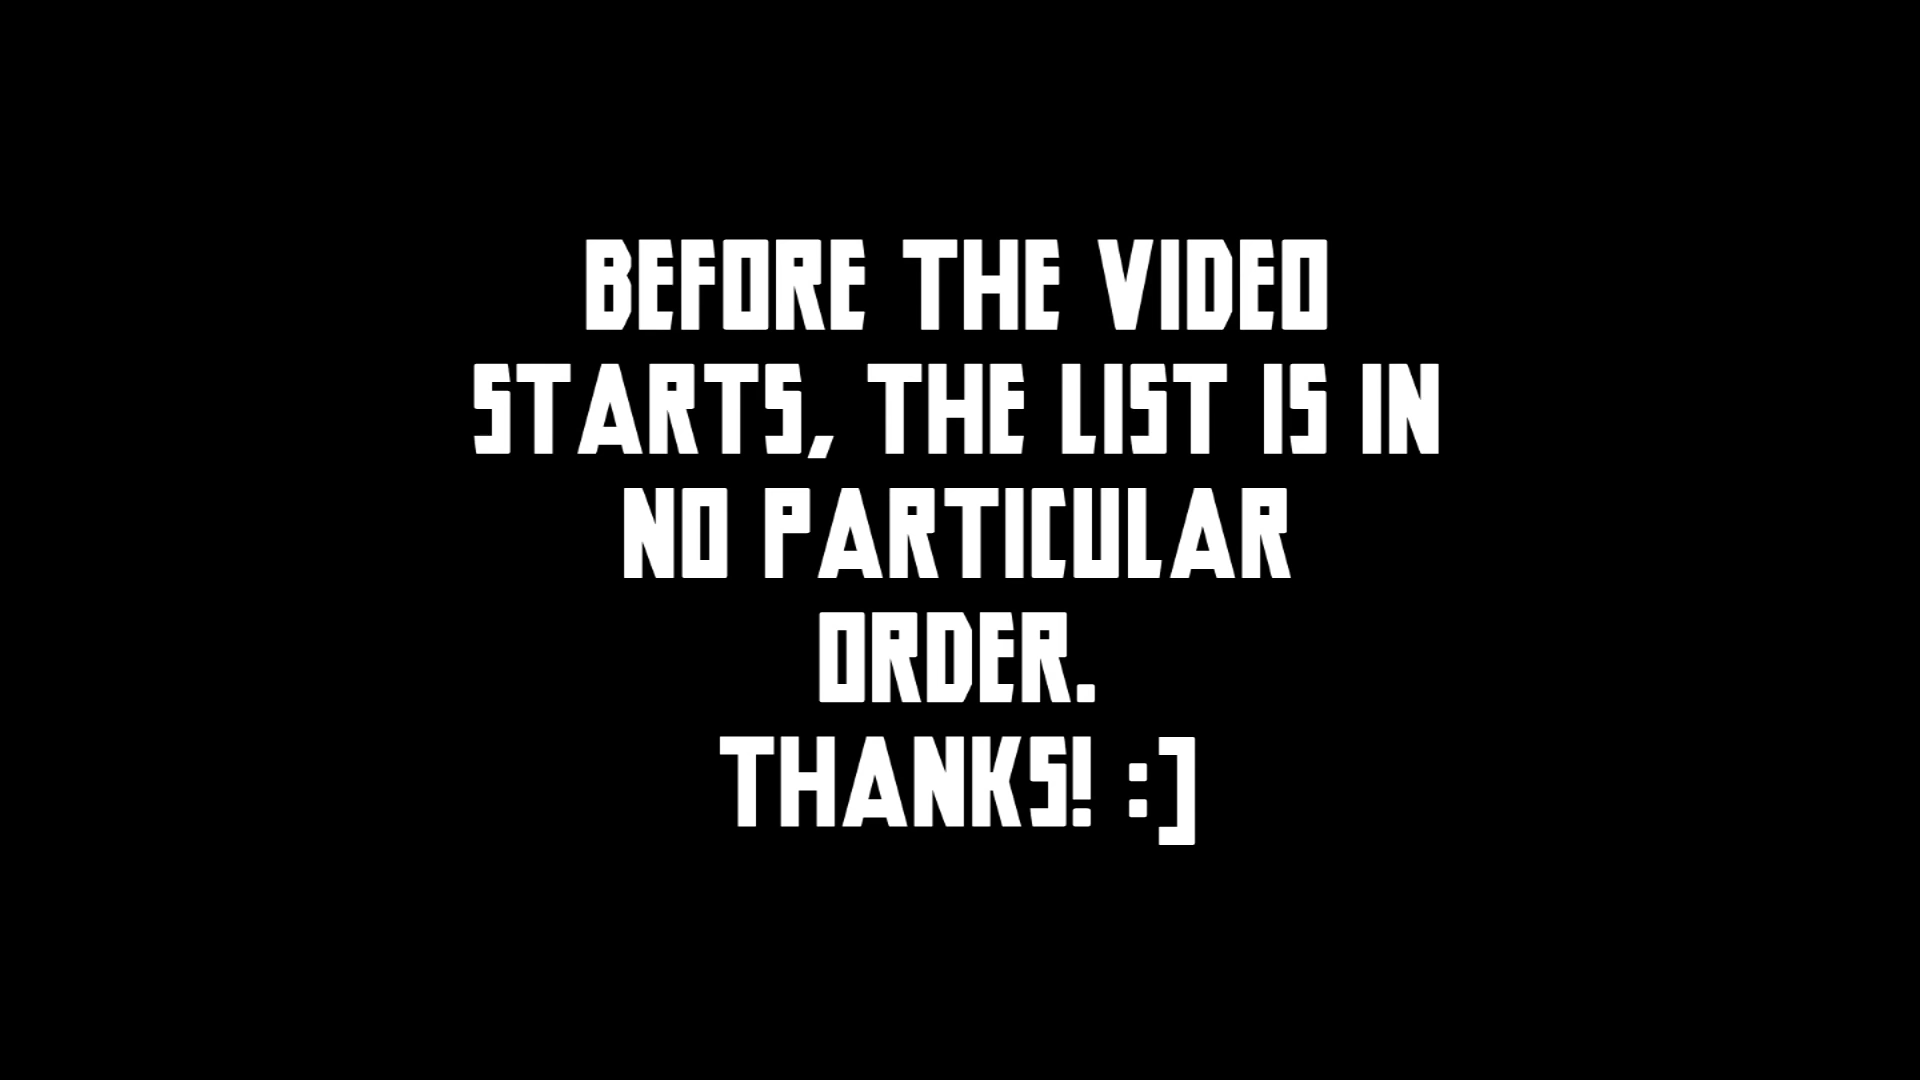 BEFORE THE VIDEO
STARTS, THE LIST IS IN
NO PARTICULAR
ORDER.
THANKS! :]